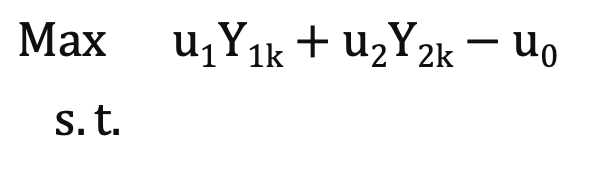 Max u₁Y₁ₖ + u₂Y₂ₖ − u₀
s.t.